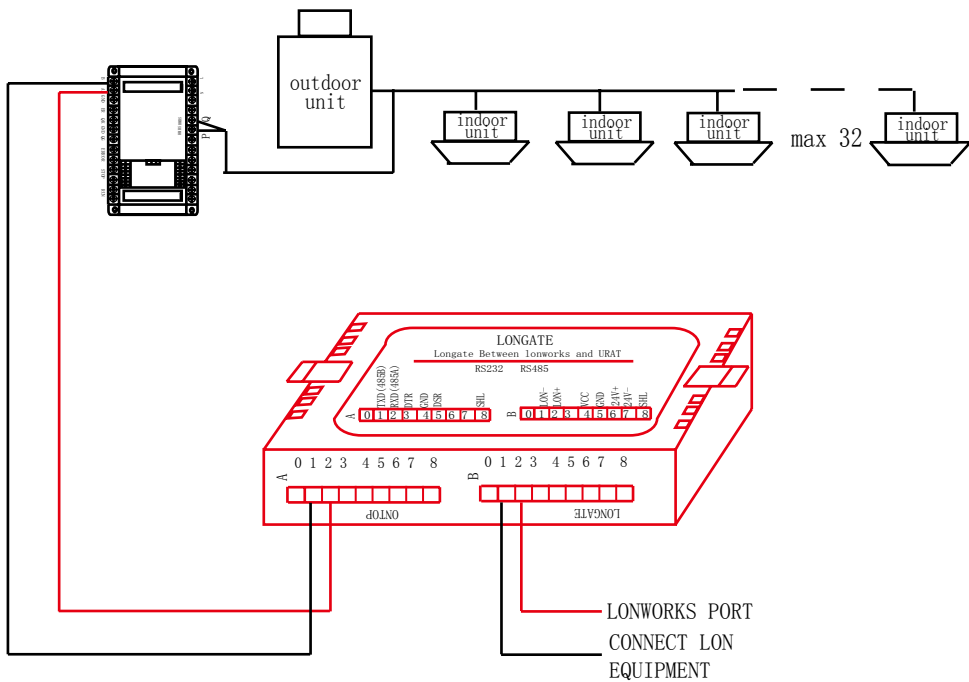 outdoor
unit
indoor
unit
indoor
unit
indoor
unit
max 32
indoor
unit
Q
P
LONGATE
Longate Between lonworks and URAT
RS232 RS485
TXD(485B)
RXD(485A)
DTR
GND
DSR
SHL
A
0 1 2 3 4 5 6 7 8
LON-
LON+
VCC
GND
24V+
24V-
SHL
B
0 1 2 3 4 5 6 7 8
A
0 1 2 3 4 5 6 7 8
ONTOP
B
0 1 2 3 4 5 6 7 8
LONGATE
LONWORKS PORT
CONNECT LON
EQUIPMENT